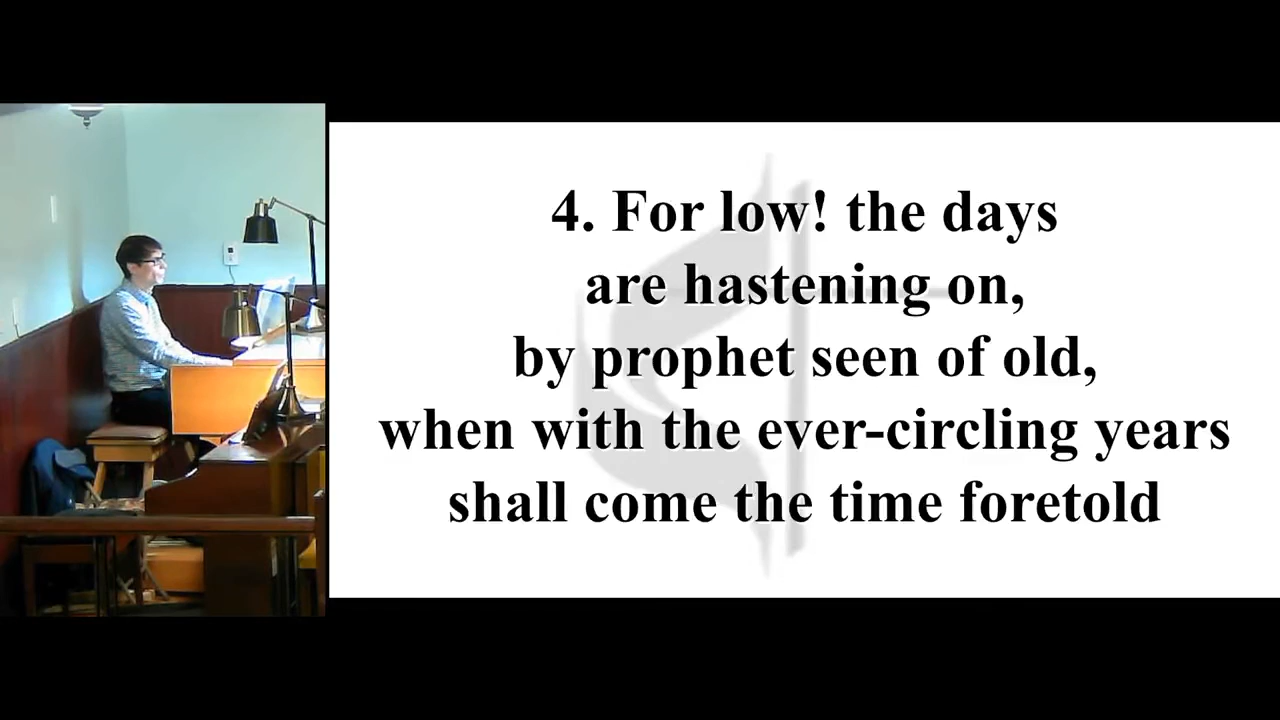 4. For low! the days
are hastening on,
by prophet seen of old,
when with the ever-circling years
shall come the time foretold